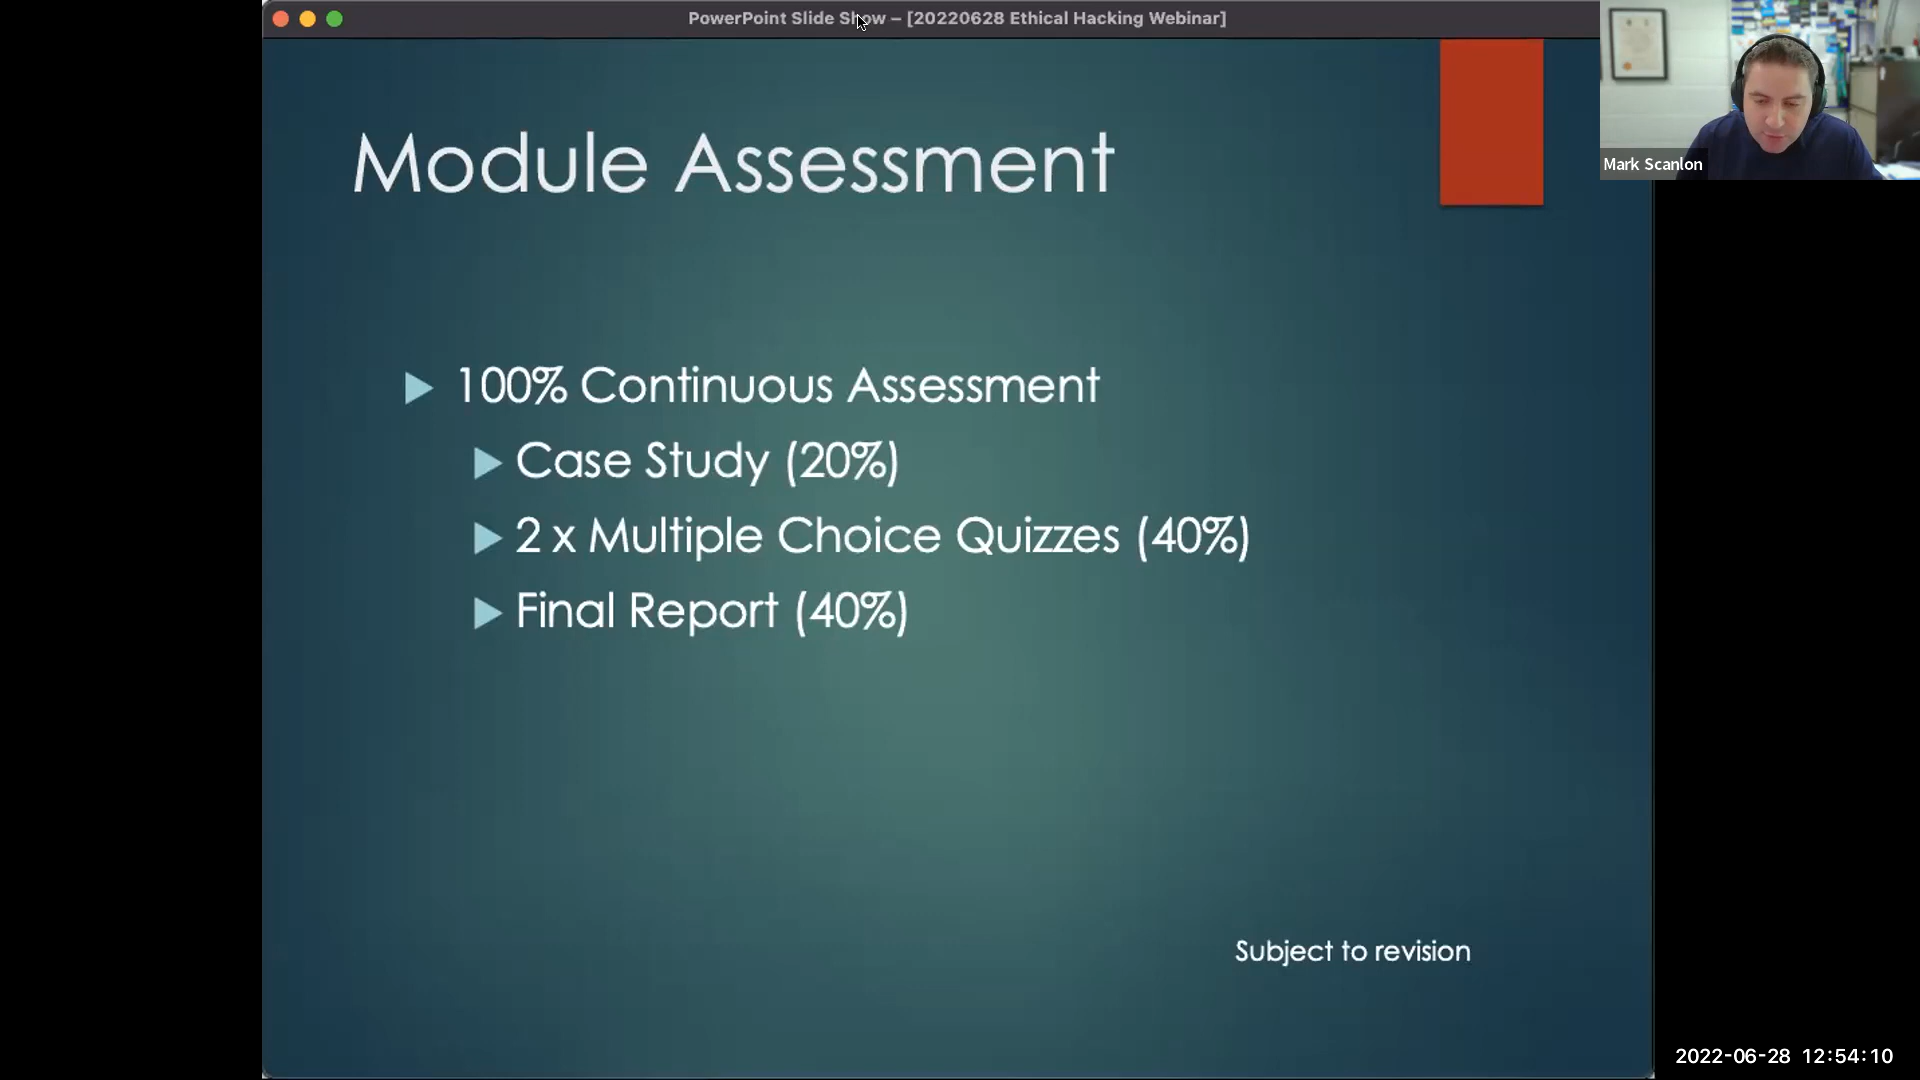 PowerPoint Slide Show – [20220628 Ethical Hacking Webinar]
Mark Scanlon
Module Assessment
100% Continuous Assessment
Case Study (20%)
2 x Multiple Choice Quizzes (40%)
Final Report (40%)
Subject to revision
2022-06-28 12:54:10